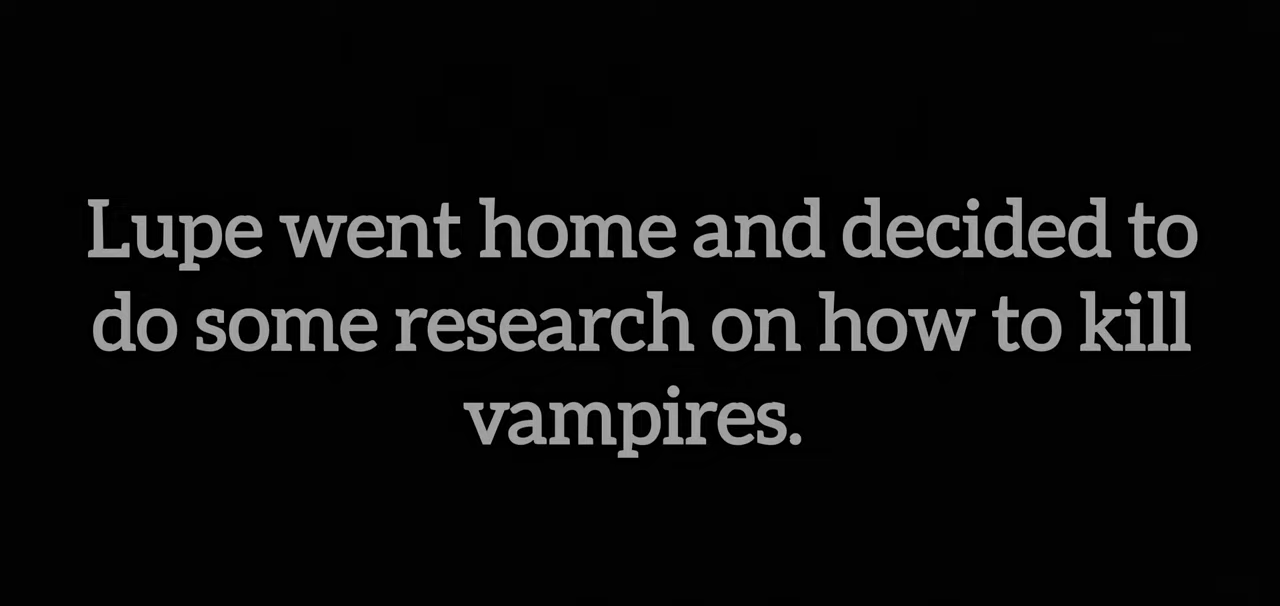 Lupe went home and decided to
do some research on how to kill
vampires.